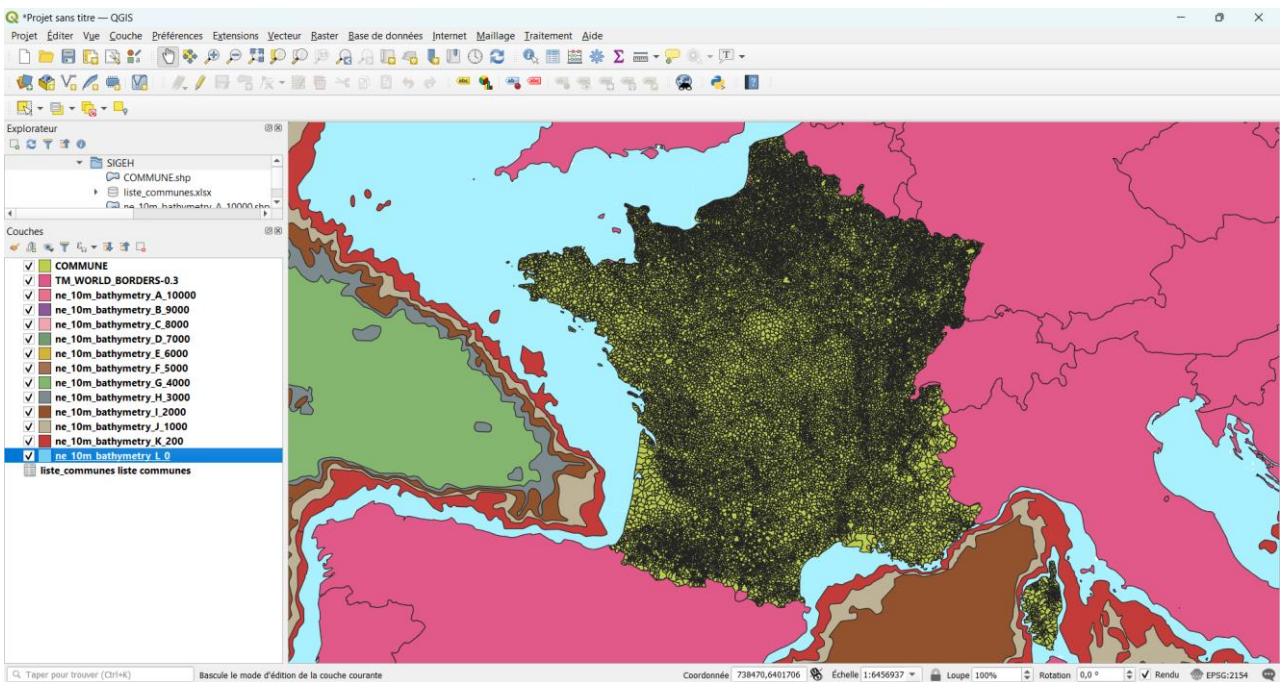 *Projet sans titre — QGIS
Projet Éditer Vue Couche Préférences Extensions Vecteur Raster Base de données Internet Maillage Traitement Aide
Explorateur
SIGEH
COMMUNE.shp
liste_communes.xlsx
ne_10m_bathymetry_A_10000.shp
Couches
COMMUNE
TM_WORLD_BORDERS-0.3
ne_10m_bathymetry_A_10000
ne_10m_bathymetry_B_9000
ne_10m_bathymetry_C_8000
ne_10m_bathymetry_D_7000
ne_10m_bathymetry_E_6000
ne_10m_bathymetry_F_5000
ne_10m_bathymetry_G_4000
ne_10m_bathymetry_H_3000
ne_10m_bathymetry_I_2000
ne_10m_bathymetry_J_1000
ne_10m_bathymetry_K_200
ne_10m_bathymetry_L_0
liste_communes liste communes
Taper pour trouver (Ctrl+K) Bascule le mode d'édition de la couche courante Coordonnée 738470,6401706 Échelle 1:6456937 Loupe 100% Rotation 0,0 ° Rendu EPSG:2154